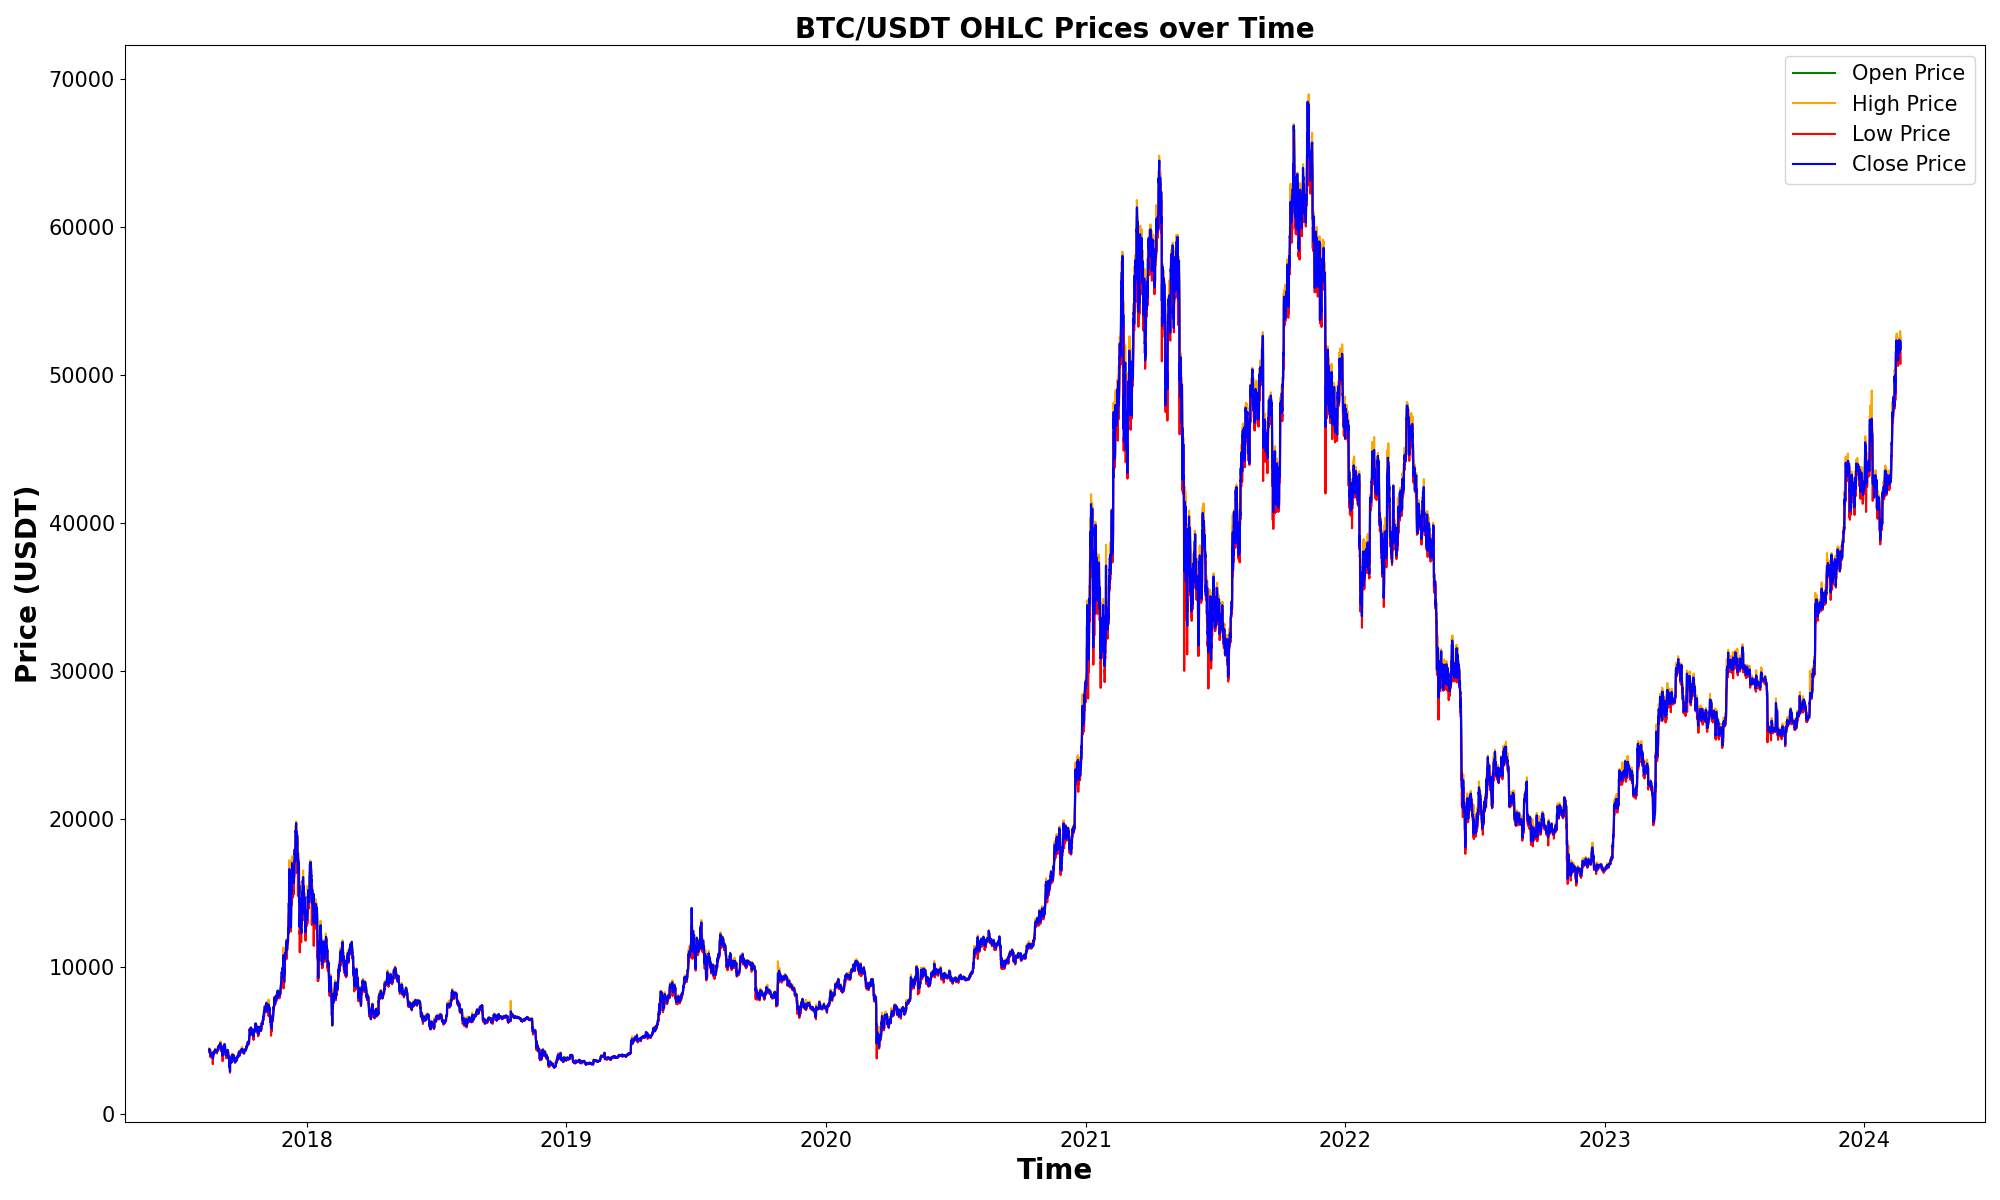 BTC/USDT OHLC Prices over Time
Open Price
High Price
Low Price
Close Price
Price (USDT)
70000
60000
50000
40000
30000
20000
10000
0
2018 2019 2020 2021 2022 2023 2024
Time